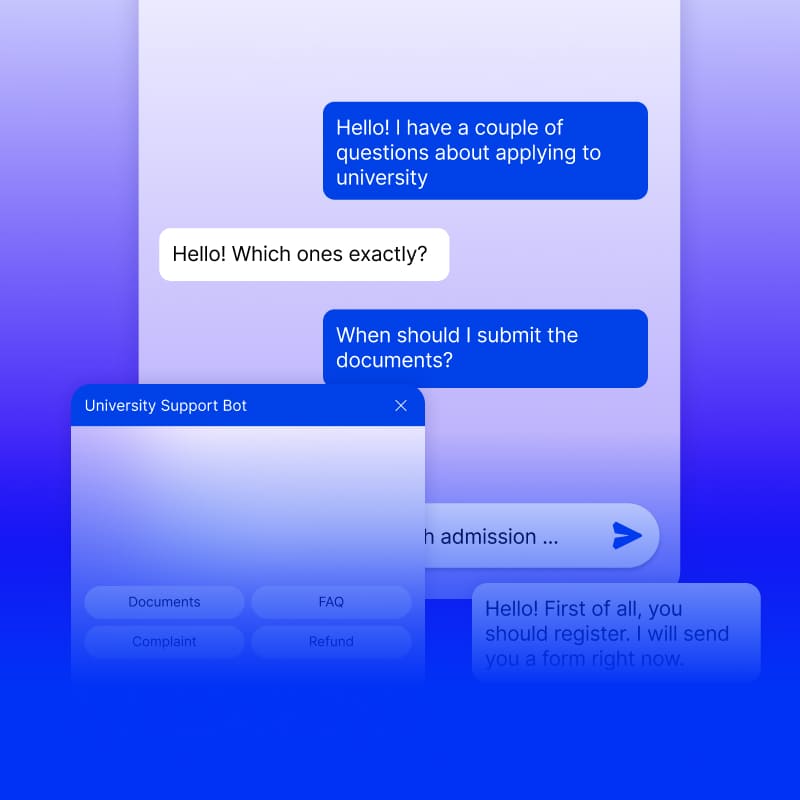 Hello! I have a couple of
questions about applying to
university
Hello! Which ones exactly?
When should I submit the
documents?
University Support Bot
h admission ...
Documents
FAQ
Complaint
Refund
Hello! First of all, you
should register. I will send
you a form right now.